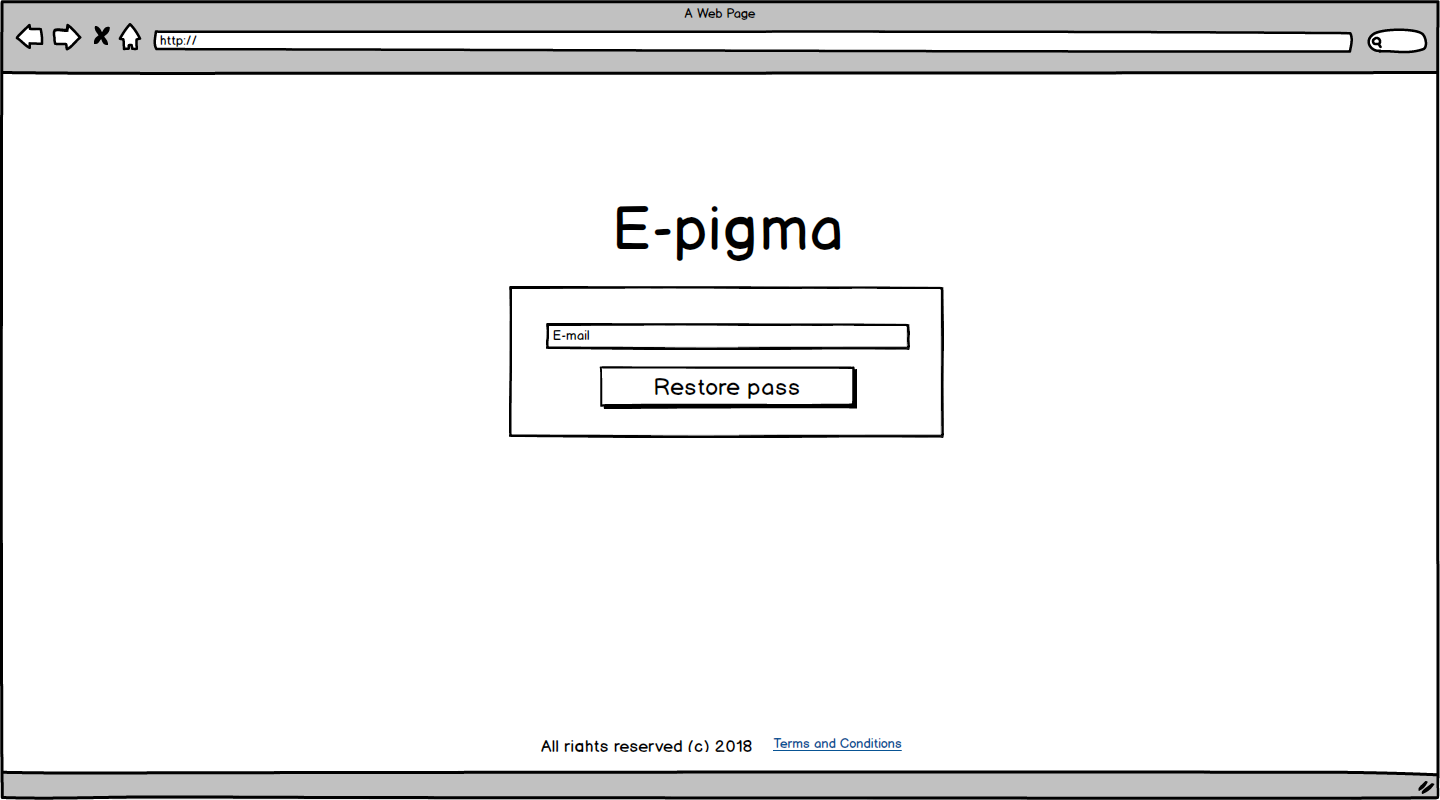 A Web Page
http://
E-pigma
E-mail
Restore pass
All rights reserved (c) 2018 Terms and Conditions